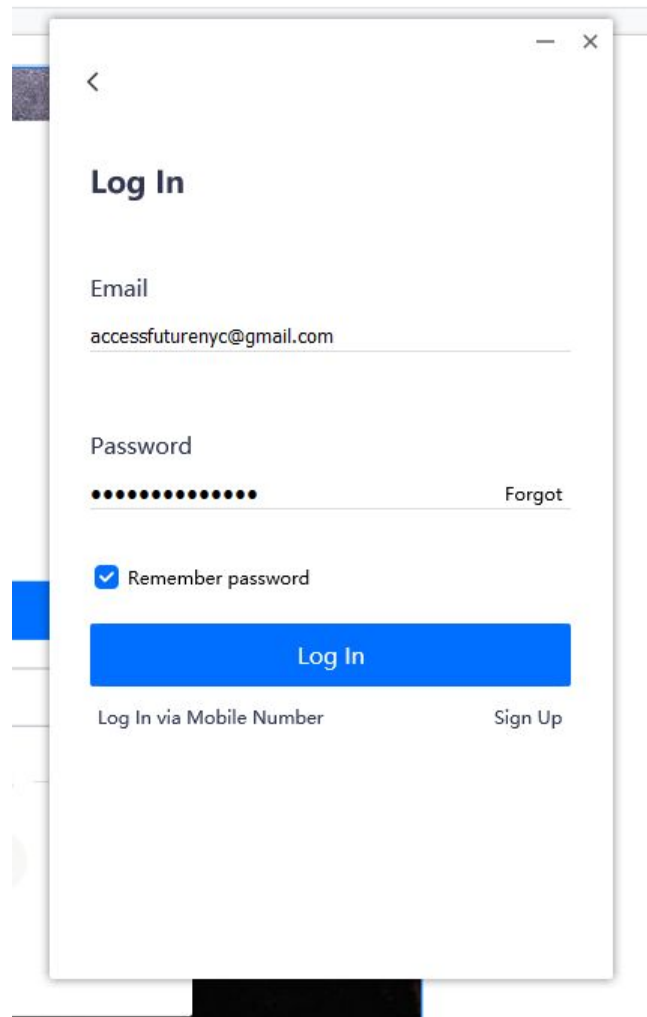 Log In
Email
accessfuturenyc@gmail.com
Password
●●●●●●●●●●●●●● Forgot
Remember password
Log In
Log In via Mobile Number Sign Up